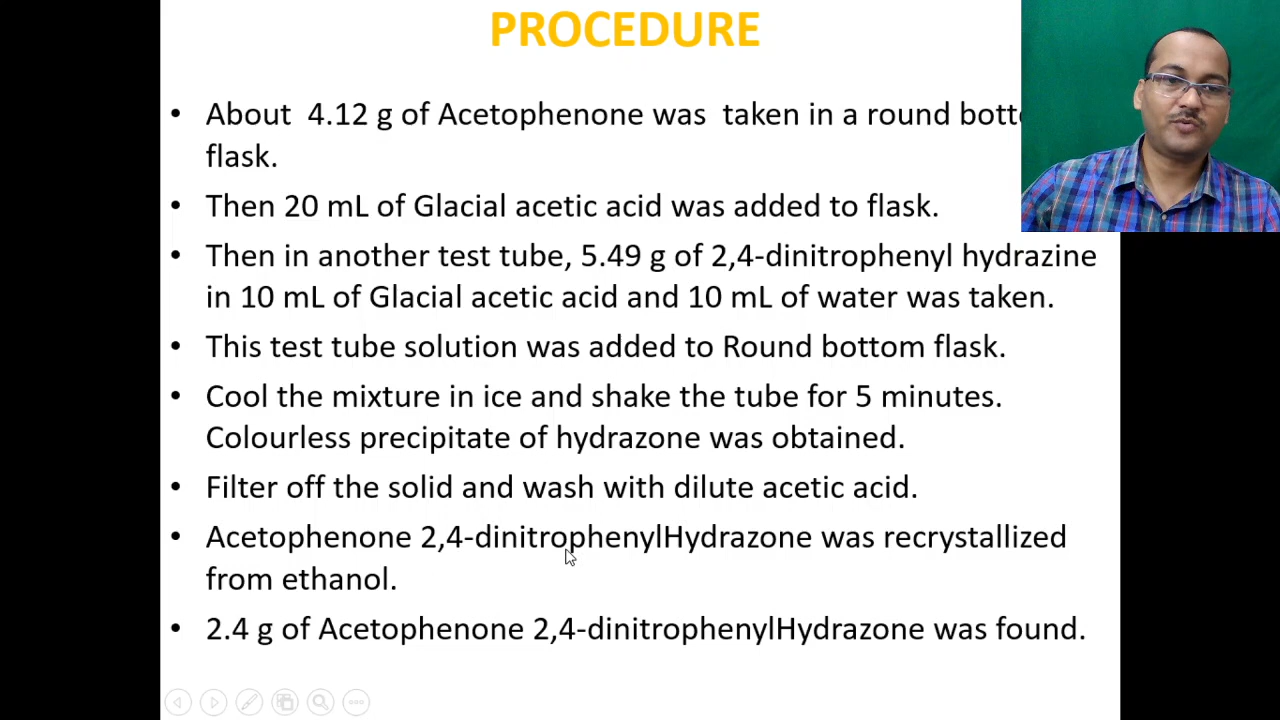 PROCEDURE
• About 4.12 g of Acetophenone was taken in a round
flask.
• Then 20 mL of Glacial acetic acid was added to flask.
• Then in another test tube, 5.49 g of 2,4-dinitrophenyl hydrazine
in 10 mL of Glacial acetic acid and 10 mL of water was taken.
• This test tube solution was added to Round bottom flask.
• Cool the mixture in ice and shake the tube for 5 minutes.
Colourless precipitate of hydrazone was obtained.
• Filter off the solid and wash with dilute acetic acid.
• Acetophenone 2,4-dinitrophenylHydrazone was recrystallized
from ethanol.
• 2.4 g of Acetophenone 2,4-dinitrophenylHydrazone was found.